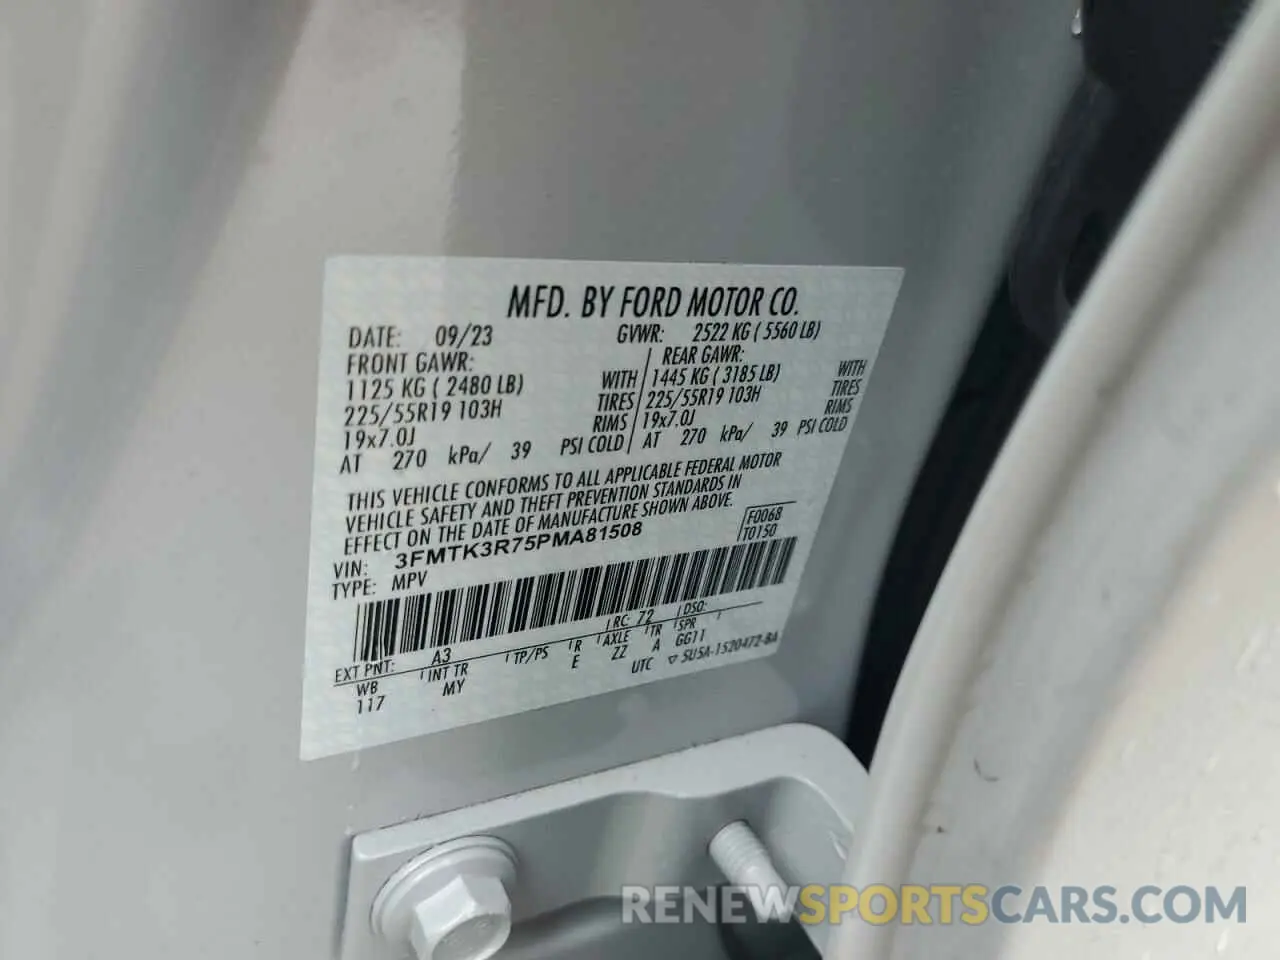 MFD. BY FORD MOTOR CO.
DATE: 09/23 GVWR: 2522 KG ( 5560 LB)
FRONT GAWR: REAR GAWR:
1125 KG ( 2480 LB) WITH 1445 KG ( 3185 LB) WITH
225/55R19 103H TIRES 225/55R19 103H TIRES
19x7.0J RIMS 19x7.0J RIMS
AT 270 kPa/ 39 PSI COLD AT 270 kPa/ 39 PSI COLD
THIS VEHICLE CONFORMS TO ALL APPLICABLE FEDERAL MOTOR
VEHICLE SAFETY AND THEFT PREVENTION STANDARDS IN
EFFECT ON THE DATE OF MANUFACTURE SHOWN ABOVE.
VIN: 3FMTK3R75PMA81508 F0068
TYPE: MPV T0150
EXT PNT: A3 RC: 72 DSO:
WB INT TR TP/PS R AXLE TR SPR
117 MY E ZZ A GG11
UTC ▽ SU5A-1520472-BA
RENEWSPORTSCARS.COM